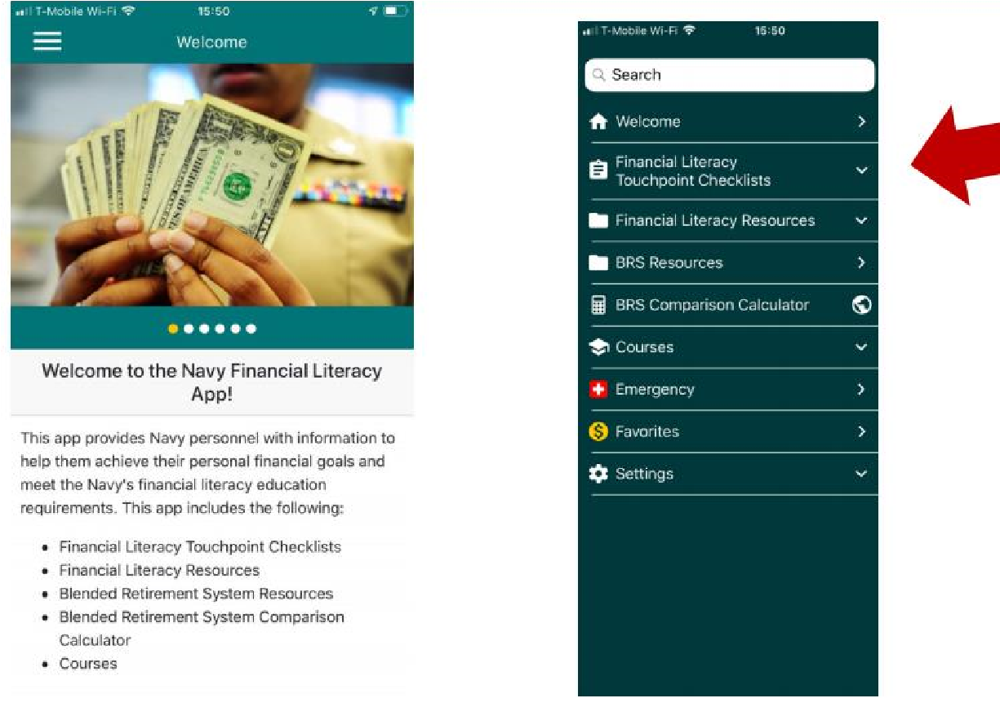 T-Mobile Wi-Fi 15:50
Welcome
Welcome to the Navy Financial Literacy
App!
This app provides Navy personnel with information to
help them achieve their personal financial goals and
meet the Navy's financial literacy education
requirements. This app includes the following:
• Financial Literacy Touchpoint Checklists
• Financial Literacy Resources
• Blended Retirement System Resources
• Blended Retirement System Comparison
Calculator
• Courses
T-Mobile Wi-Fi 15:50
Search
Welcome
Financial Literacy
Touchpoint Checklists
Financial Literacy Resources
BRS Resources
BRS Comparison Calculator
Courses
Emergency
Favorites
Settings